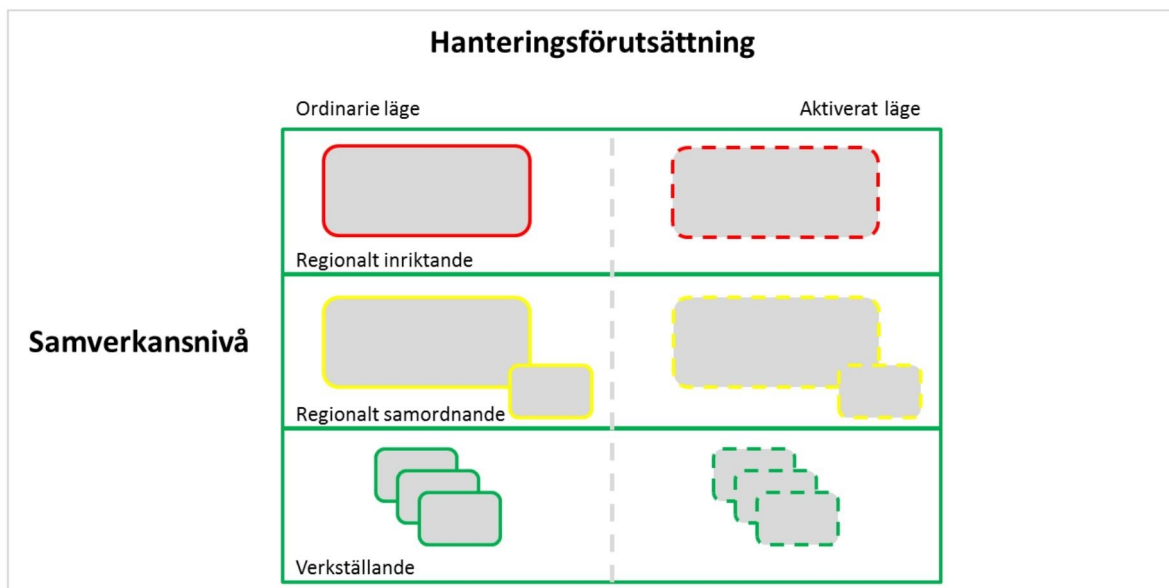 Hanteringsförutsättning
Ordinarie läge
Aktiverat läge
Regionalt inriktande
Samverkansnivå
Regionalt samordnande
Verkställande